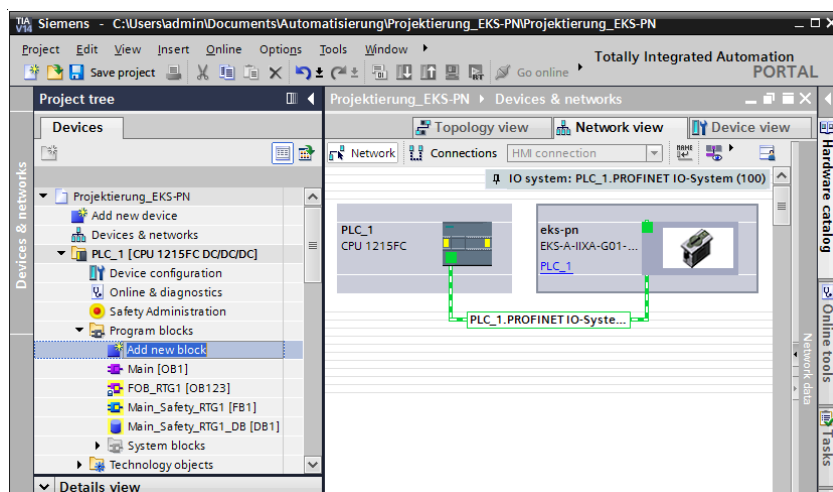 TIA V14 Siemens - C:\Users\admin\Documents\Automatisierung\Projektierung_EKS-PN\Projektierung_EKS-PN
Project Edit View Insert Online Options Tools Window
Totally Integrated Automation
PORTAL
Save project
Go online
Project tree
Projektierung_EKS-PN Devices & networks
Devices
Topology view Network view Device view
Network Connections HMI connection
IO system: PLC_1.PROFINET IO-System (100)
Projektierung_EKS-PN
Add new device
Devices & networks
PLC_1 [CPU 1215FC DC/DC/DC]
Device configuration
Online & diagnostics
Safety Administration
Program blocks
Add new block
Main [OB1]
FOB_RTG1 [OB123]
Main_Safety_RTG1 [FB1]
Main_Safety_RTG1_DB [DB1]
System blocks
Technology objects
Details view
PLC_1
CPU 1215FC
eks-pn
EKS-A-IIXA-G01-...
PLC_1
PLC_1.PROFINET IO-Syste...
Devices & networks
Network data
Hardware catalog
Online tools
Tasks